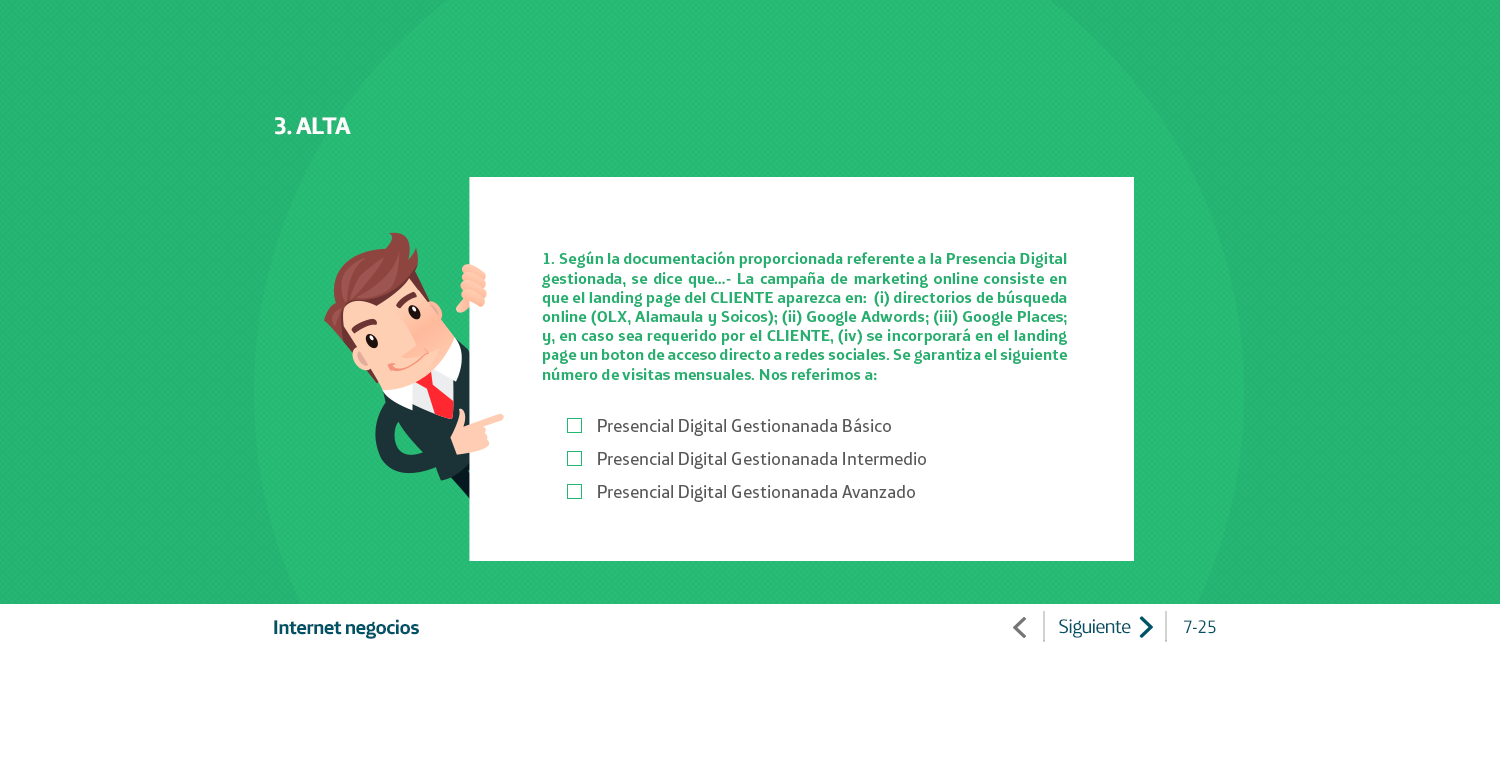 3. ALTA
1. Según la documentación proporcionada referente a la Presencia Digital
gestionada, se dice que...- La campaña de marketing online consiste en
que el landing page del CLIENTE aparezca en: (i) directorios de búsqueda
online (OLX, Alamaula y Soicos); (ii) Google Adwords; (iii) Google Places;
y, en caso sea requerido por el CLIENTE, (iv) se incorporará en el landing
page un boton de acceso directo a redes sociales. Se garantiza el siguiente
número de visitas mensuales. Nos referimos a:
Presencial Digital Gestionanada Básico
Presencial Digital Gestionanada Intermedio
Presencial Digital Gestionanada Avanzado
Internet negocios
Siguiente
7-25